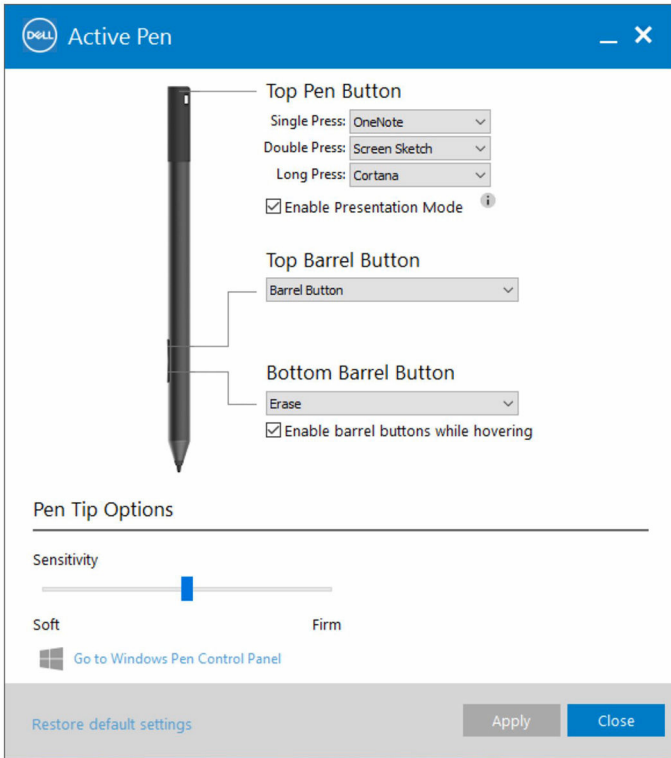 DELL Active Pen
Top Pen Button
Single Press: OneNote
Double Press: Screen Sketch
Long Press: Cortana
Enable Presentation Mode i
Top Barrel Button
Barrel Button
Bottom Barrel Button
Erase
Enable barrel buttons while hovering
Pen Tip Options
Sensitivity
Soft Firm
Go to Windows Pen Control Panel
Restore default settings Apply Close